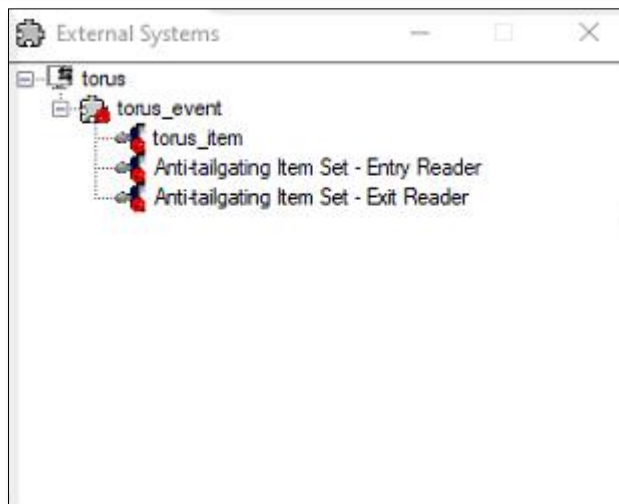 External Systems
torus
torus_event
torus_item
Anti-tailgating Item Set - Entry Reader
Anti-tailgating Item Set - Exit Reader